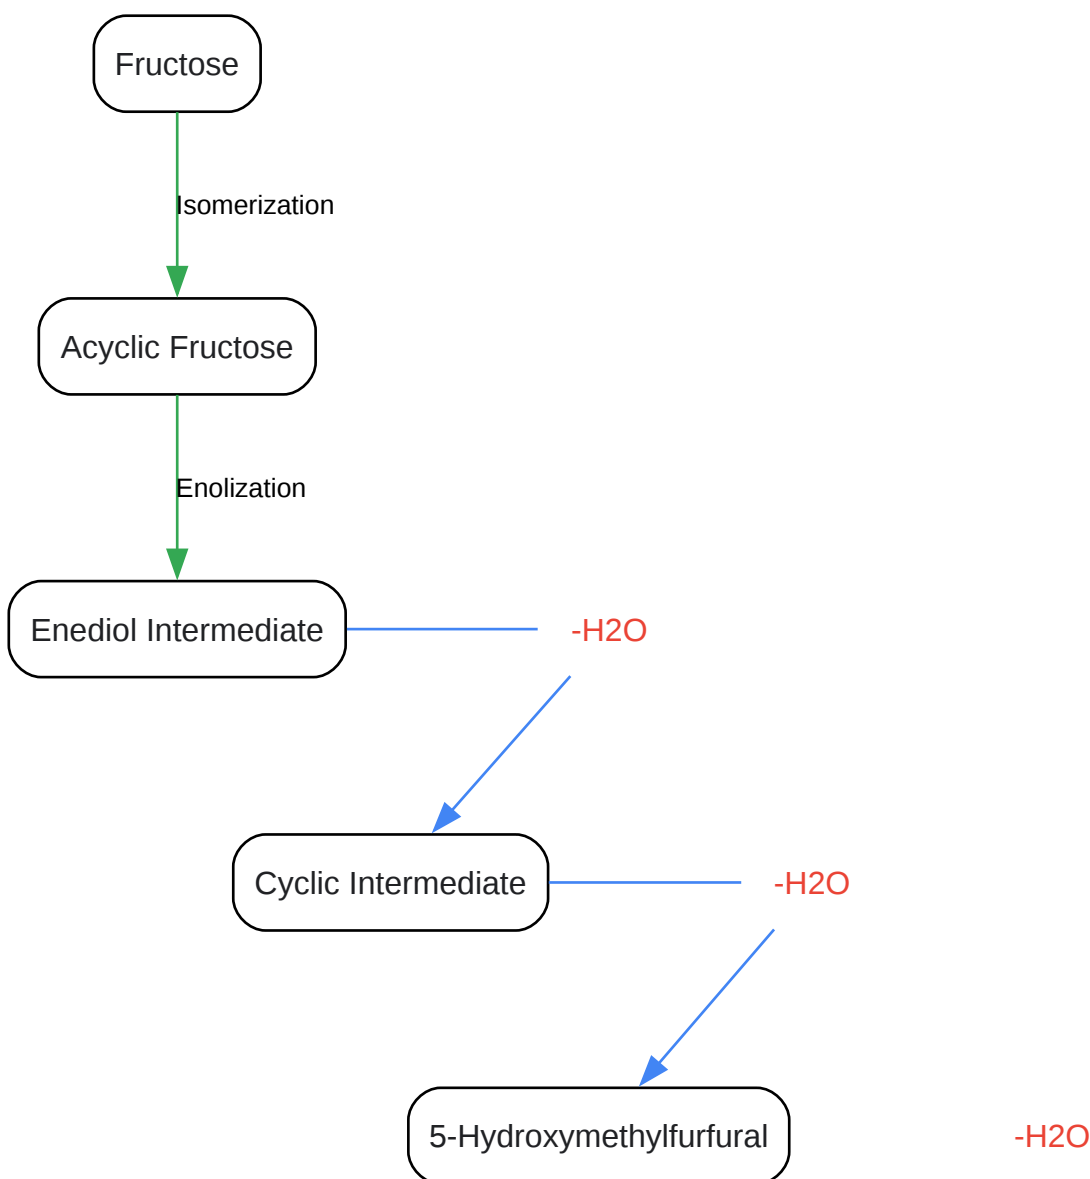 Fructose
Isomerization
Acyclic Fructose
Enolization
Enediol Intermediate
-H2O
Cyclic Intermediate
-H2O
5-Hydroxymethylfurfural
-H2O